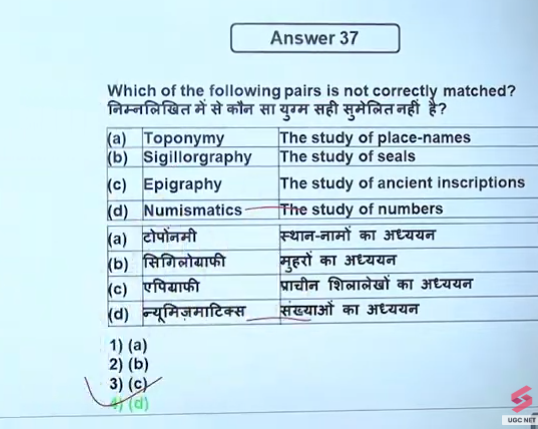 Answer 37
Which of the following pairs is not correctly matched?
निम्नलिखित में से कौन सा युग्म सही सुमेलित नहीं है?
(a) Toponymy The study of place-names
(b) Sigillorgraphy The study of seals
(c) Epigraphy The study of ancient inscriptions
(d) Numismatics The study of numbers
(a) टोपोंनमी स्थान-नामों का अध्ययन
(b) सिगिलोग्राफी मुहरों का अध्ययन
(c) एपिग्राफी प्राचीन शिलालेखों का अध्ययन
(d) न्यूमिज़माटिक्स संख्याओं का अध्ययन
1) (a)
2) (b)
3) (c)
4) (d)
UGC NET